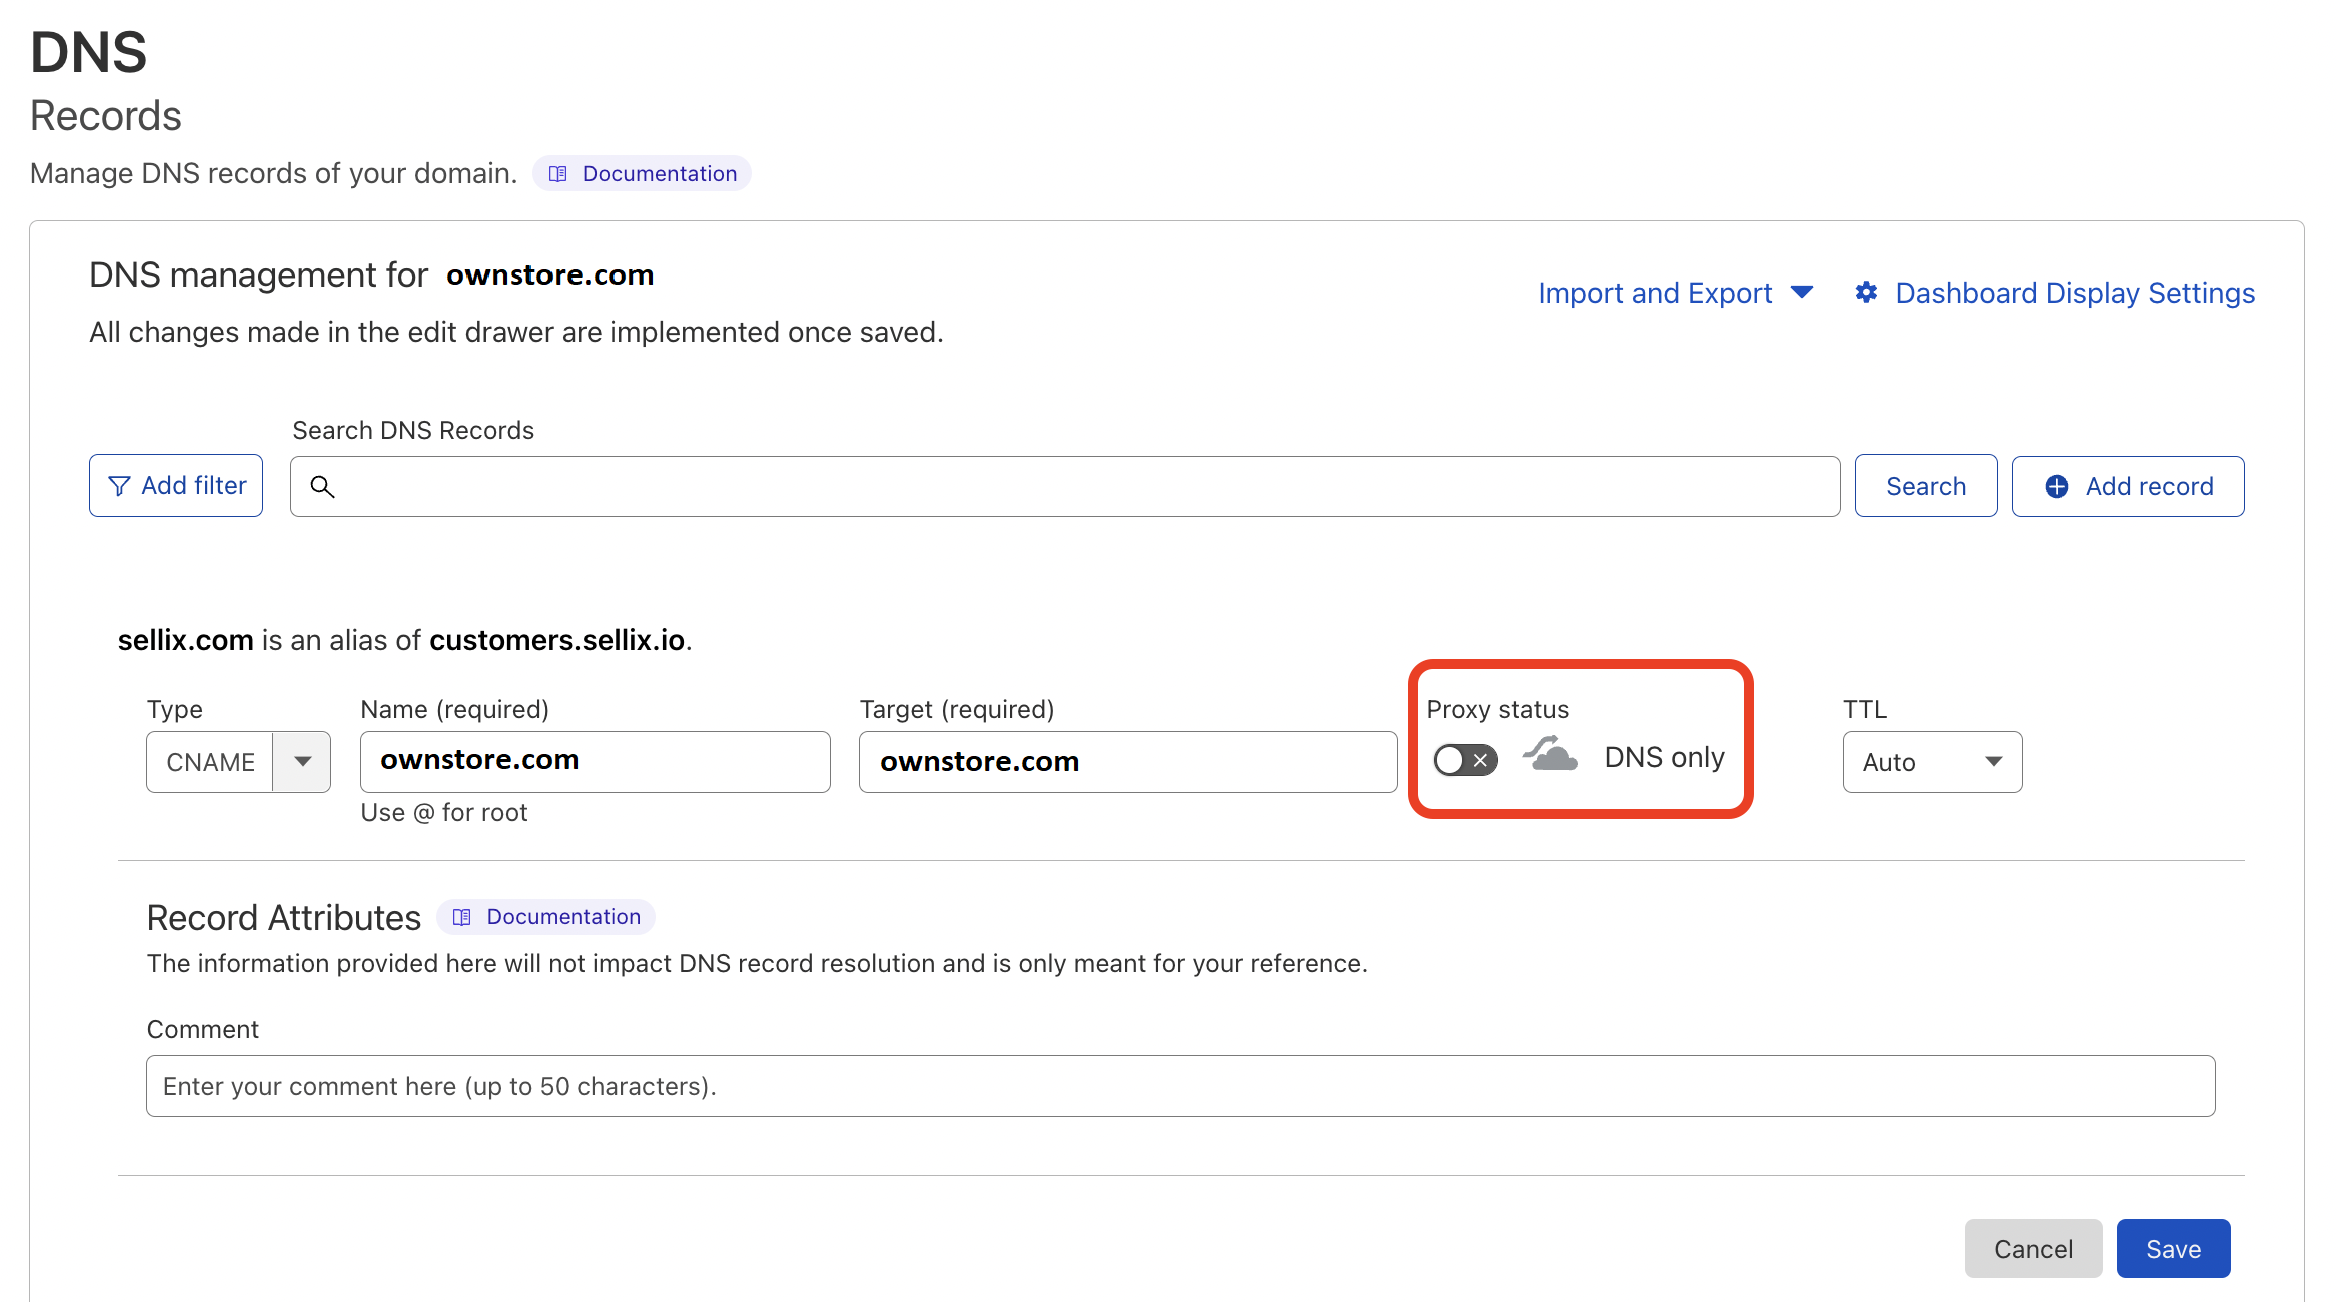 DNS
Records
Manage DNS records of your domain. Documentation
DNS management for ownstore.com
Import and Export Dashboard Display Settings
All changes made in the edit drawer are implemented once saved.
Search DNS Records
Add filter Search Add record
sellix.com is an alias of customers.sellix.io.
Type Name (required) Target (required) Proxy status TTL
CNAME ownstore.com ownstore.com DNS only Auto
Use @ for root
Record Attributes Documentation
The information provided here will not impact DNS record resolution and is only meant for your reference.
Comment
Enter your comment here (up to 50 characters).
Cancel Save